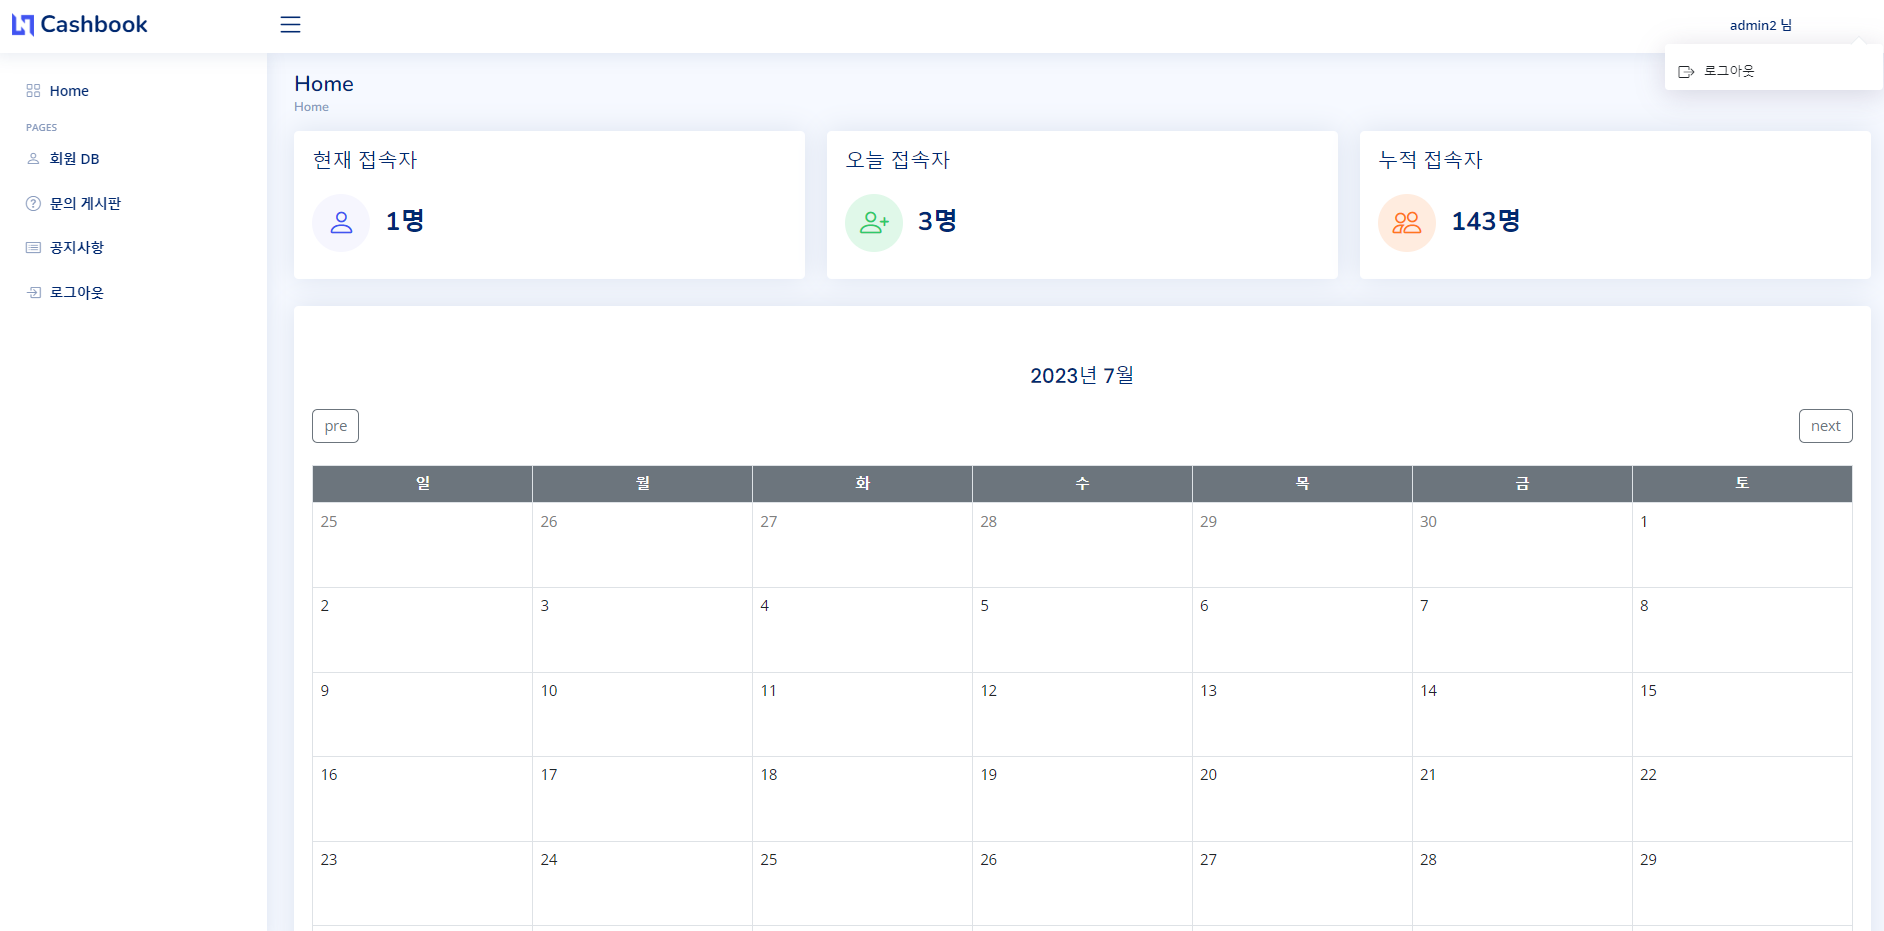 Cashbook
admin2 님
로그아웃
Home
PAGES
회원 DB
문의 게시판
공지사항
로그아웃
Home
Home
현재 접속자
1명
오늘 접속자
3명
누적 접속자
143명
2023년 7월
pre
next
일 월 화 수 목 금 토
25 26 27 28 29 30 1
2 3 4 5 6 7 8
9 10 11 12 13 14 15
16 17 18 19 20 21 22
23 24 25 26 27 28 29